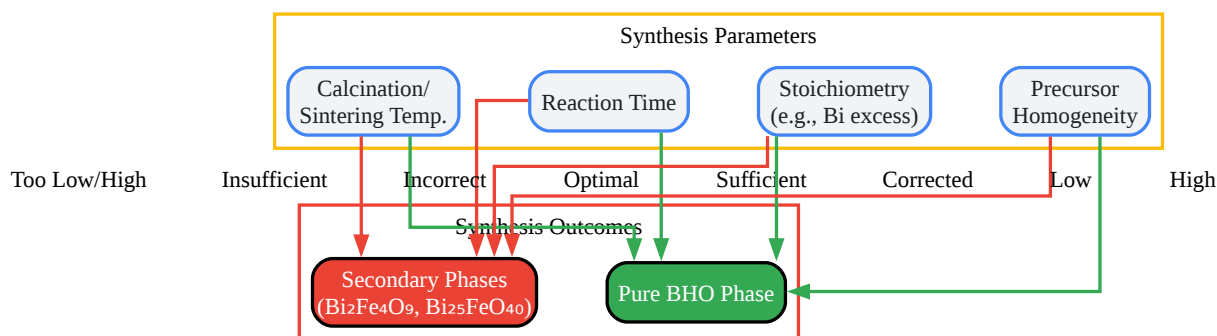 Synthesis Parameters
Calcination/
Sintering Temp.
Reaction Time
Stoichiometry
(e.g., Bi excess)
Precursor
Homogeneity
Too Low/High
Insufficient
Incorrect
Optimal
Sufficient
Corrected
Low
High
Synthesis Outcomes
Secondary Phases
(Bi₂Fe₄O₉, Bi₂₅FeO₄₀)
Pure BHO Phase